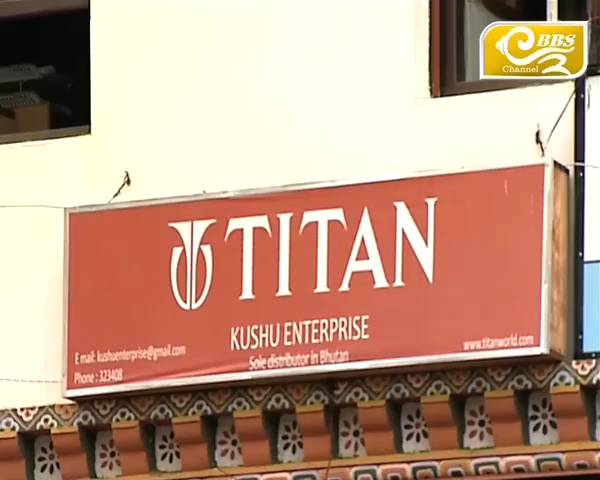 BBS
Channel 2
TITAN
KUSHU ENTERPRISE
Sole distributor in Bhutan
E mail: kushuenterprise@gmail.com
Phone : 323408
www.titanworld.com